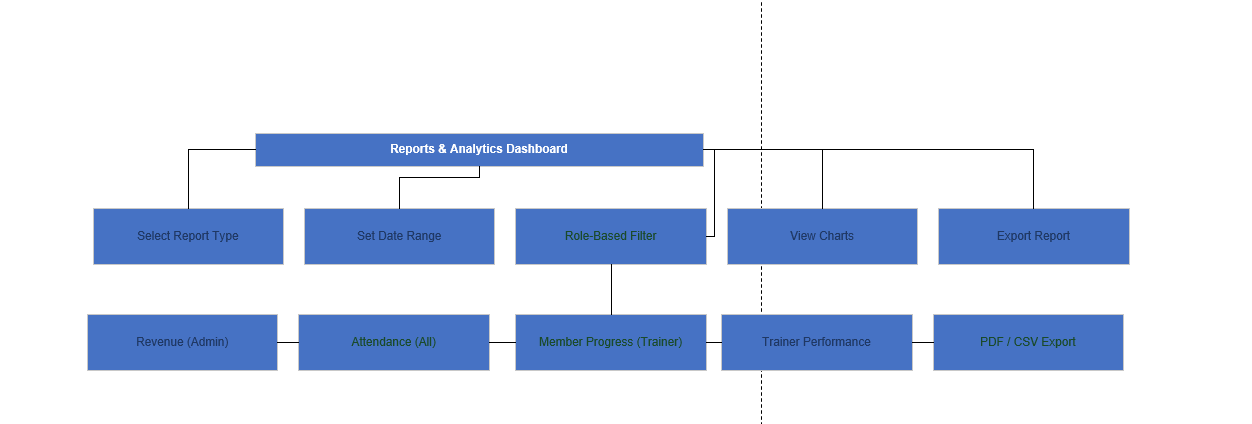 Reports & Analytics Dashboard
Select Report Type
Set Date Range
Role-Based Filter
View Charts
Export Report
Revenue (Admin)
Attendance (All)
Member Progress (Trainer)
Trainer Performance
PDF / CSV Export